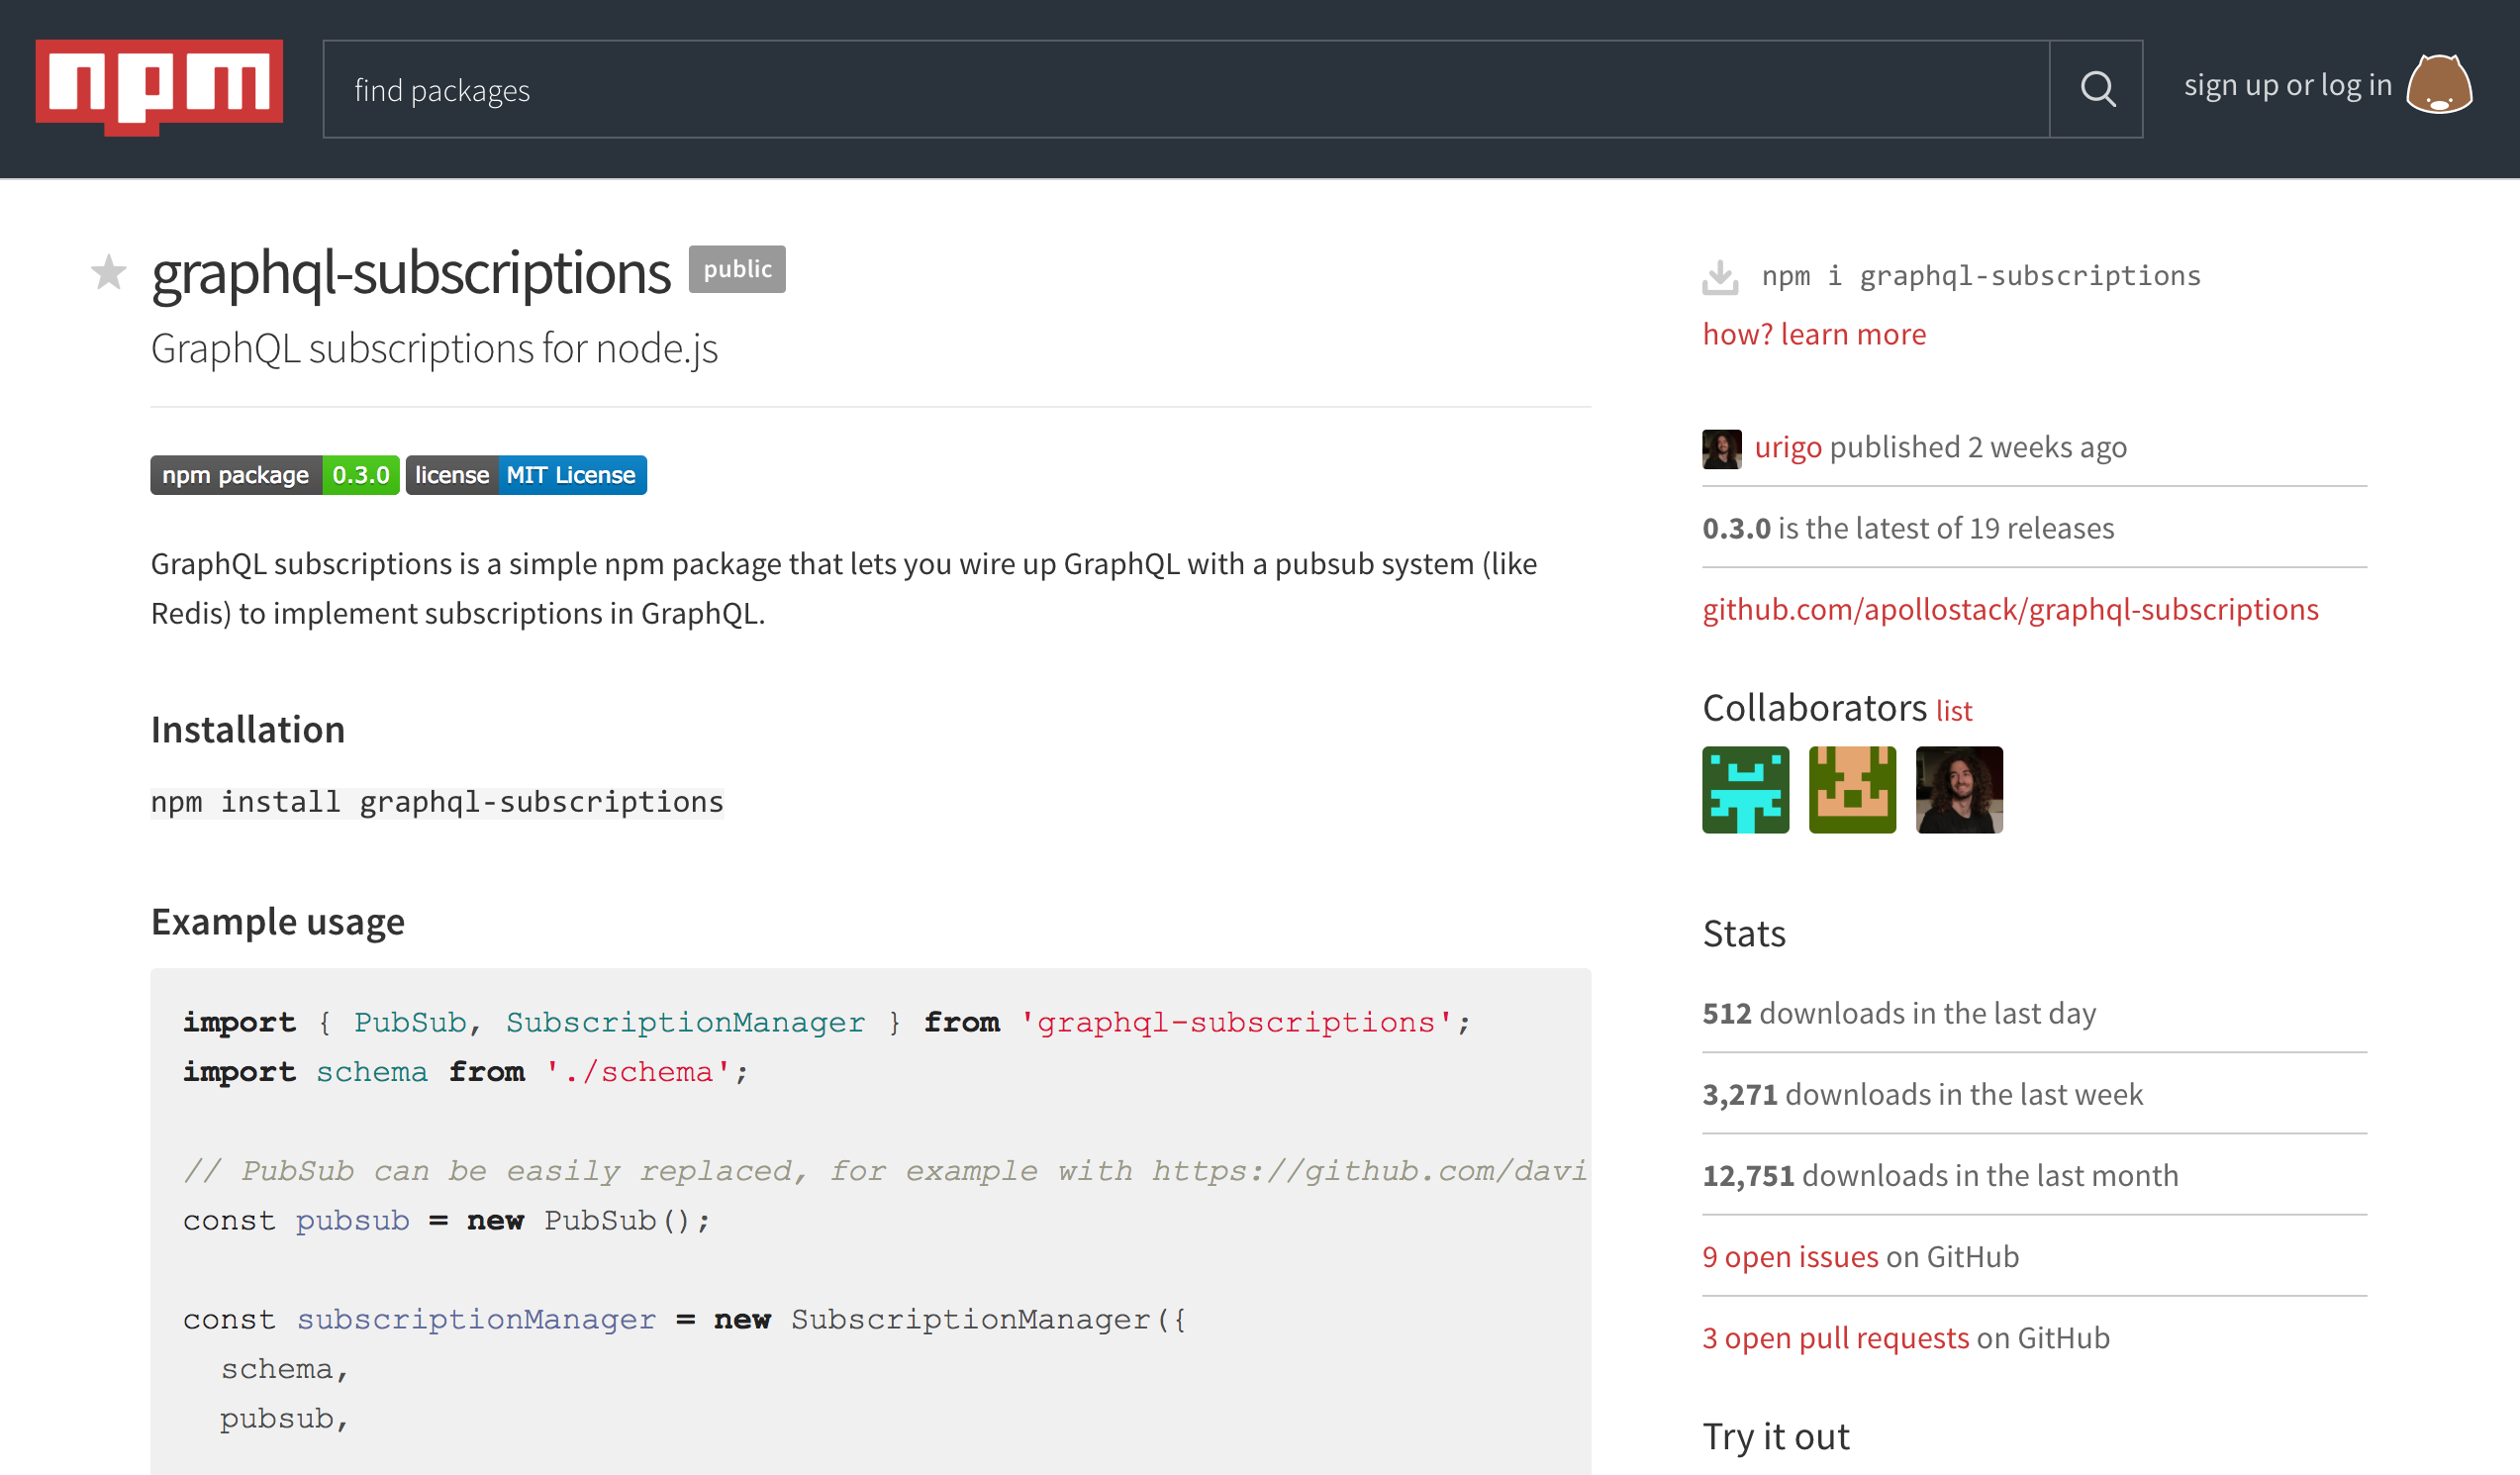 npm
find packages
sign up or log in
graphql-subscriptions public
GraphQL subscriptions for node.js
npm package 0.3.0 license MIT License
GraphQL subscriptions is a simple npm package that lets you wire up GraphQL with a pubsub system (like
Redis) to implement subscriptions in GraphQL.
Installation
npm install graphql-subscriptions
Example usage
import { PubSub, SubscriptionManager } from 'graphql-subscriptions';
import schema from './schema';
// PubSub can be easily replaced, for example with https://github.com/davi
const pubsub = new PubSub();
const subscriptionManager = new SubscriptionManager({
schema,
pubsub,
npm i graphql-subscriptions
how? learn more
urigo published 2 weeks ago
0.3.0 is the latest of 19 releases
github.com/apollostack/graphql-subscriptions
Collaborators list
Stats
512 downloads in the last day
3,271 downloads in the last week
12,751 downloads in the last month
9 open issues on GitHub
3 open pull requests on GitHub
Try it out